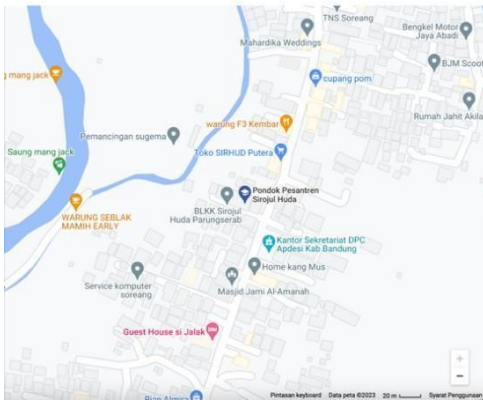 TNS Soreang
Bengkel Motor
Jaya Abadi
Mahardika Weddings
BJM Scoot
g mang jack
cupang pom
Rumah Jahit Akila
warung F3 Kembar
Pemancingan sugema
Saung mang jack
Toko SIRHUD Putera
Pondok Pesantren
Sirojul Huda
WARUNG SEBLAK
MAMIH EARLY
BLKK Sirojul
Huda Parungserab
Kantor Sekretariat DPC
Apdesi Kab Bandung
Home kang Mus
Service komputer
soreang
Masjid Jami Al-Amanah
Guest House si Jalak
Pintasan keyboard Data peta ©2023 20 m Syarat Penggunaan